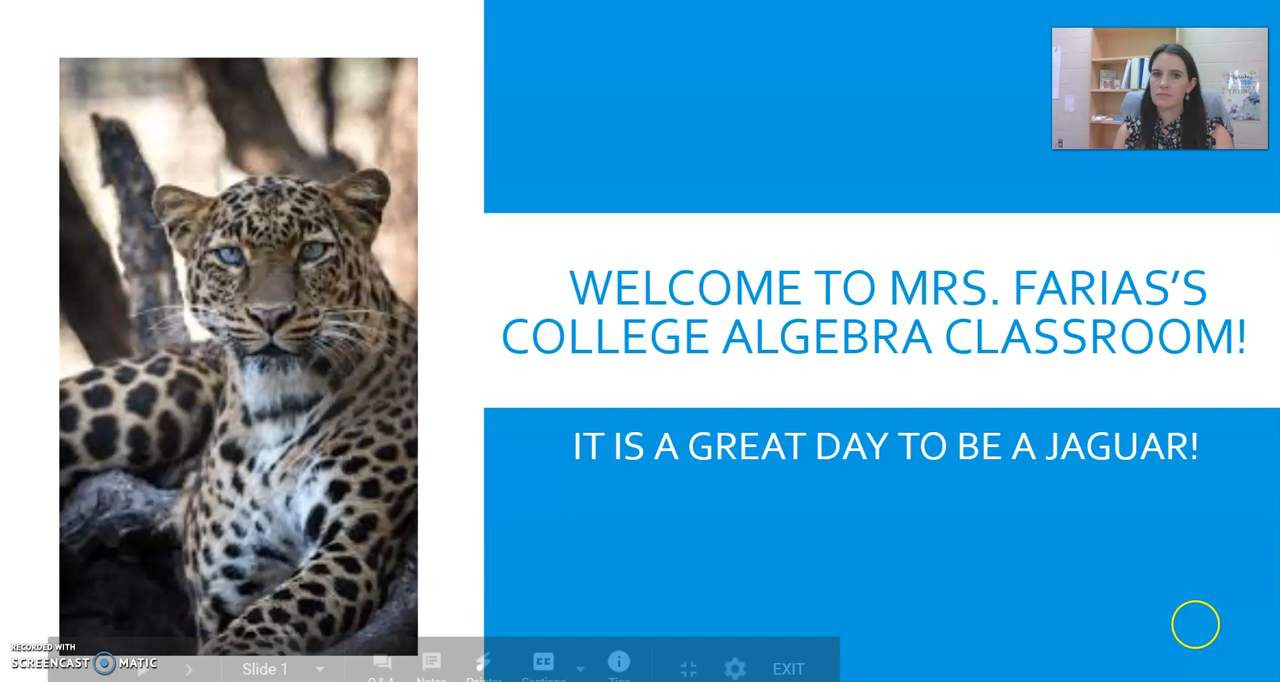 WELCOME TO MRS. FARIAS’S
COLLEGE ALGEBRA CLASSROOM!
IT IS A GREAT DAY TO BE A JAGUAR!
RECORDED WITH
SCREENCAST MATIC
Slide 1
EXIT